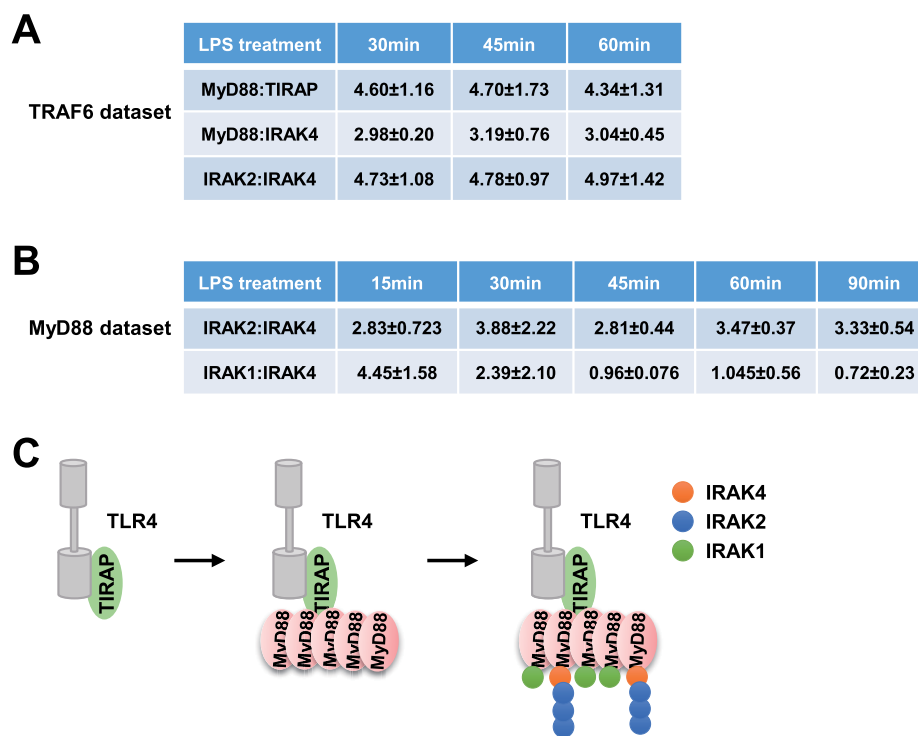 A
LPS treatment 30min 45min 60min
TRAF6 dataset
MyD88:TIRAP 4.60±1.16 4.70±1.73 4.34±1.31
MyD88:IRAK4 2.98±0.20 3.19±0.76 3.04±0.45
IRAK2:IRAK4 4.73±1.08 4.78±0.97 4.97±1.42
B
LPS treatment 15min 30min 45min 60min 90min
MyD88 dataset
IRAK2:IRAK4 2.83±0.723 3.88±2.22 2.81±0.44 3.47±0.37 3.33±0.54
IRAK1:IRAK4 4.45±1.58 2.39±2.10 0.96±0.076 1.045±0.56 0.72±0.23
C
TLR4
TIRAP
TLR4
TIRAP
MyD88 MyD88 MyD88 MyD88 MyD88
TLR4
TIRAP
MyD88 MyD88 MyD88 MyD88 MyD88
IRAK4
IRAK2
IRAK1